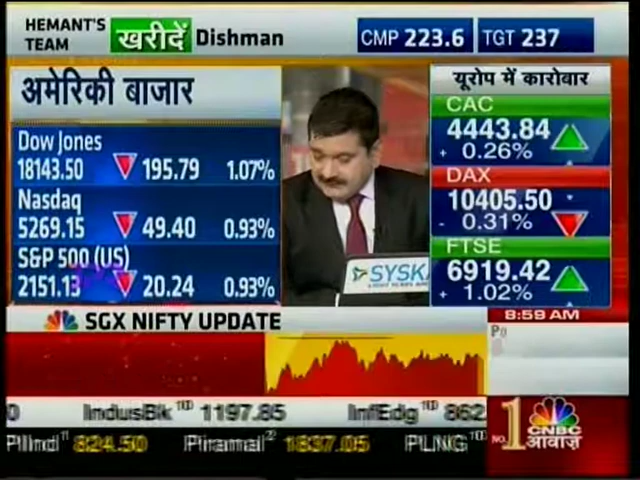 HEMANT'S
TEAM
खरीदें Dishman
CMP 223.6
TGT 237
अमेरिकी बाजार
Dow Jones
18143.50 195.79 1.07%
Nasdaq
5269.15 49.40 0.93%
S&P 500 (US)
2151.13 20.24 0.93%
यूरोप में कारोबार
CAC
4443.84
+ 0.26%
DAX
10405.50
- 0.31%
FTSE
6919.42
+ 1.02%
SYSKA
8:59 AM
SGX NIFTY UPDATE
IndusBk 1197.85 InfEdg 862
PIInd 824.50 Piramal 1837.05 PLNG
NO. 1
CNBC
आवाज़